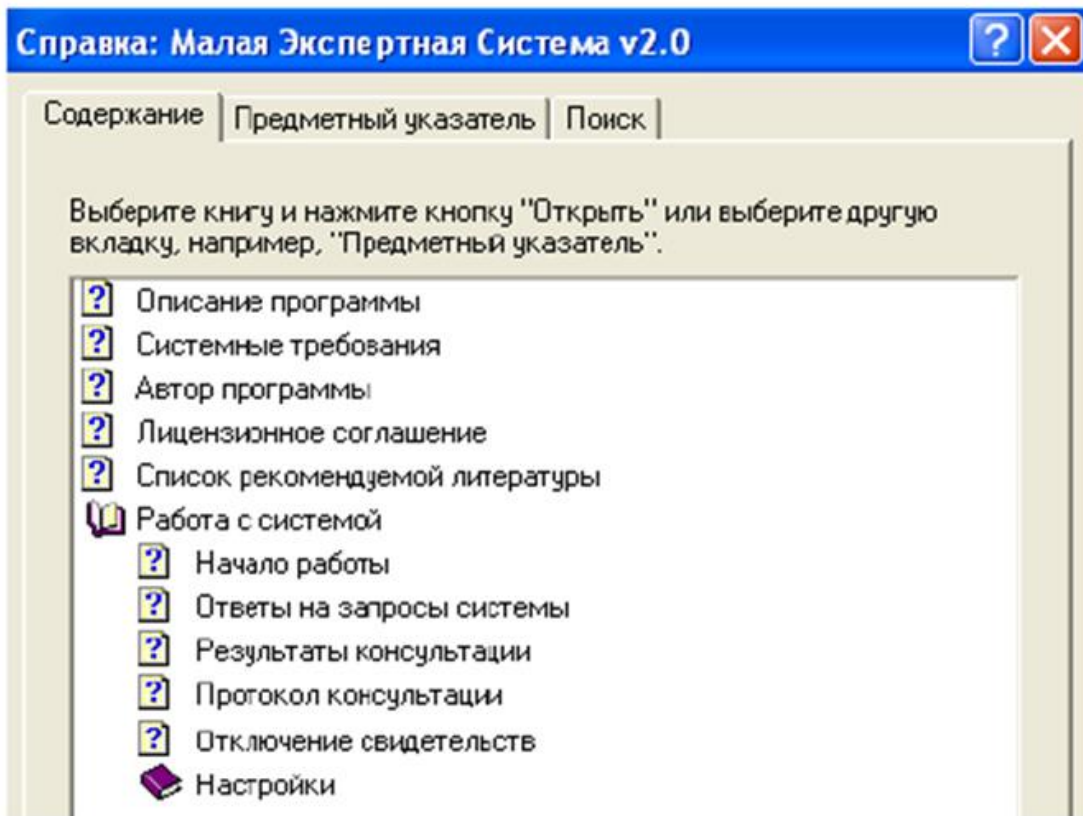 Справка: Малая Экспертная Система v2.0
Содержание Предметный указатель Поиск
Выберите книгу и нажмите кнопку "Открыть" или выберите другую
вкладку, например, "Предметный указатель".
Описание программы
Системные требования
Автор программы
Лицензионное соглашение
Список рекомендуемой литературы
Работа с системой
Начало работы
Ответы на запросы системы
Результаты консультации
Протокол консультации
Отключение свидетельств
Настройки